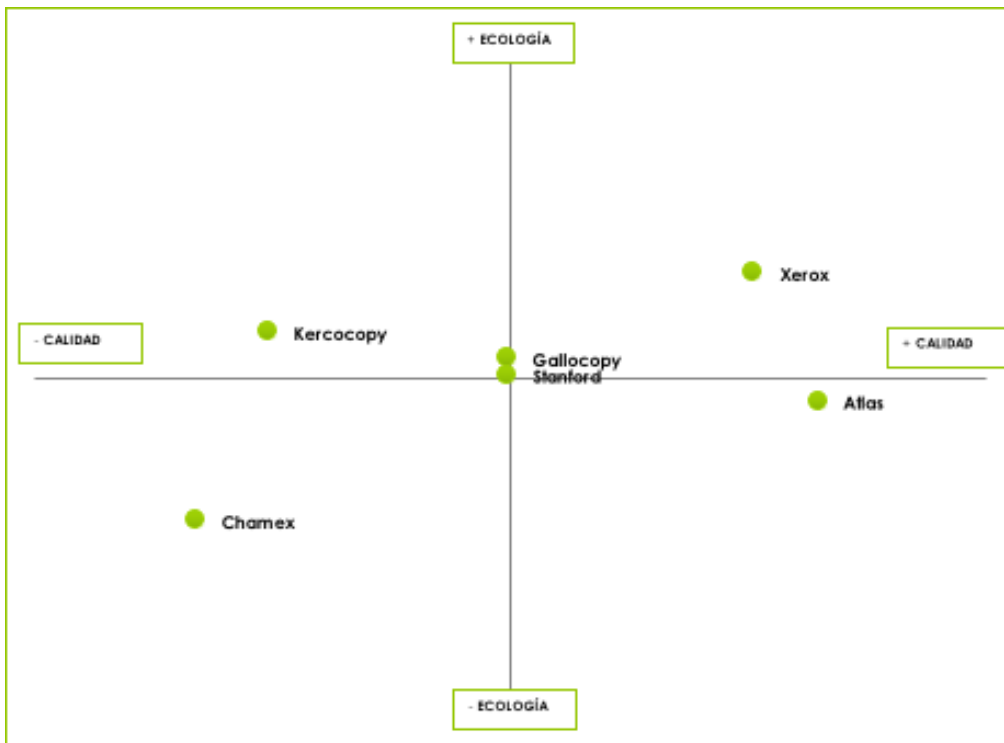 + ECOLOGÍA
Xerox
Kercocopy
- CALIDAD
+ CALIDAD
Gallocopy
Stanford
Atlas
Chamex
- ECOLOGÍA